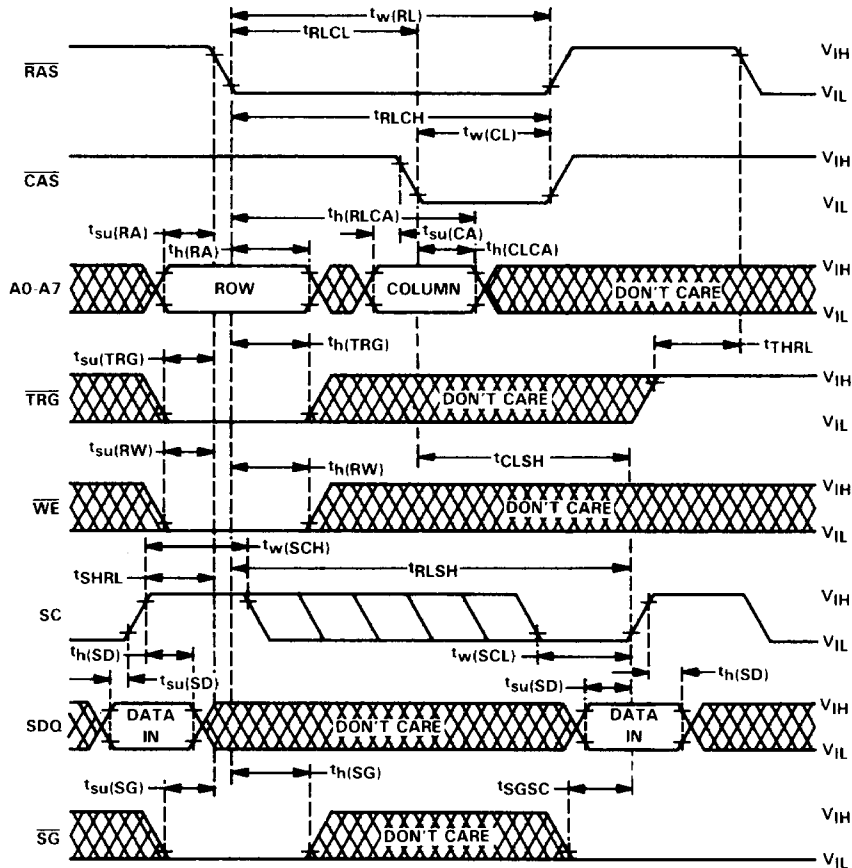 tw(RL)
tRLCL
RAS
VIH
VIL
tRLCH
tw(CL)
CAS
VIH
VIL
th(RLCA)
tsu(RA)
tsu(CA)
th(RA)
th(CLCA)
A0-A7
ROW
COLUMN
DON'T CARE
VIH
VIL
tsu(TRG)
th(TRG)
tTHRL
TRG
DON'T CARE
VIH
VIL
tsu(RW)
th(RW)
tCLSH
WE
DON'T CARE
VIH
VIL
tw(SCH)
tSHRL
tRLSH
SC
VIH
VIL
th(SD)
tw(SCL)
tsu(SD)
tsu(SD)
th(SD)
SDQ
DATA IN
DON'T CARE
DATA IN
VIH
VIL
tsu(SG)
th(SG)
tSGSC
SG
DON'T CARE
VIH
VIL